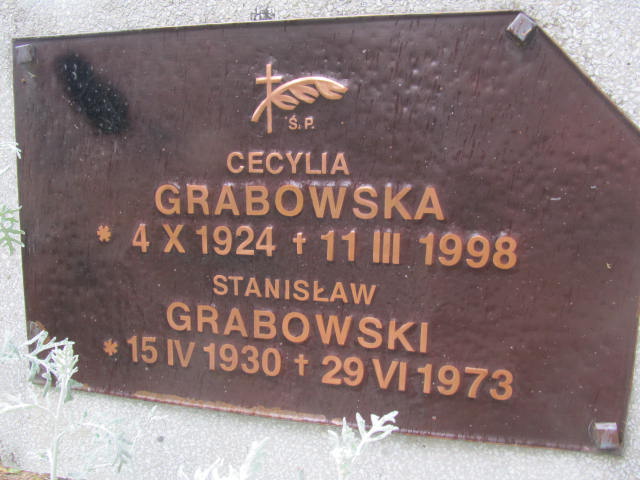 Ś.P.
CECYLIA
GRABOWSKA
* 4 X 1924 † 11 III 1998
STANISŁAW
GRABOWSKI
* 15 IV 1930 † 29 VI 1973